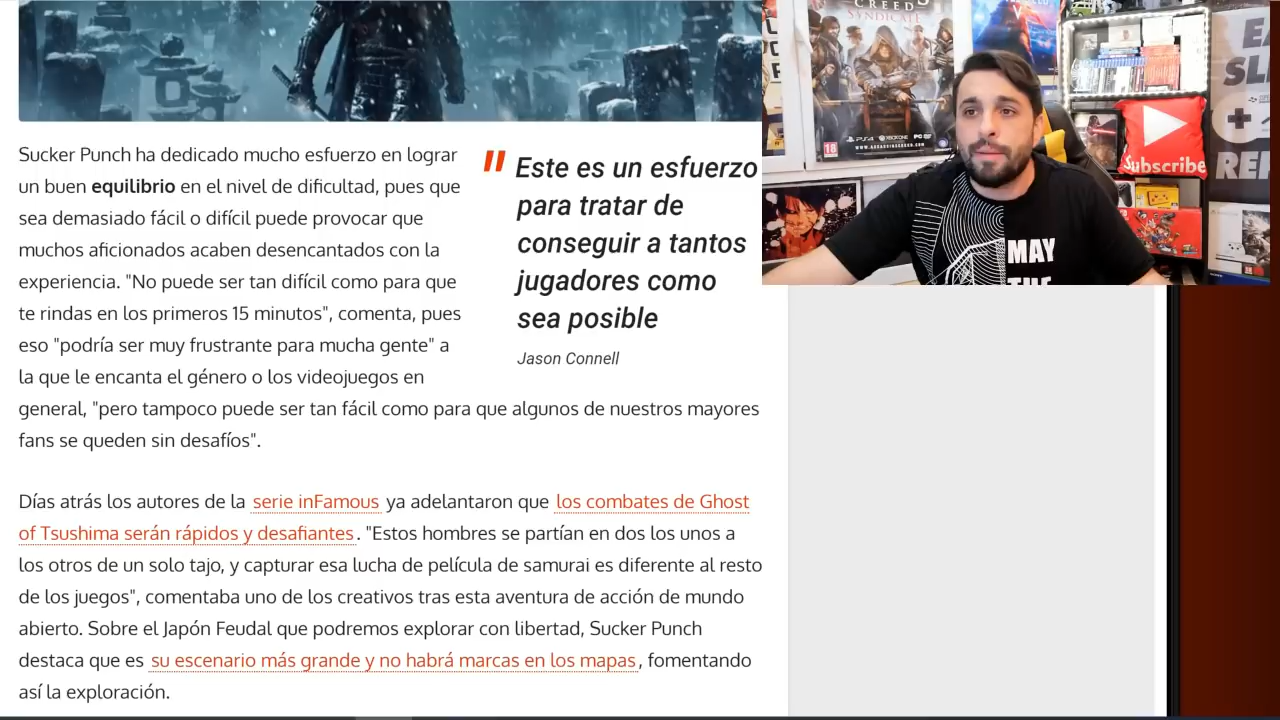 Sucker Punch ha dedicado mucho esfuerzo en lograr
un buen equilibrio en el nivel de dificultad, pues que
sea demasiado fácil o difícil puede provocar que
muchos aficionados acaben desencantados con la
experiencia. "No puede ser tan difícil como para que
te rindas en los primeros 15 minutos", comenta, pues
eso "podría ser muy frustrante para mucha gente" a
la que le encanta el género o los videojuegos en
general, "pero tampoco puede ser tan fácil como para que algunos de nuestros mayores
fans se queden sin desafíos".
" Este es un esfuerzo
para tratar de
conseguir a tantos
jugadores como
sea posible
Jason Connell
Días atrás los autores de la serie inFamous ya adelantaron que los combates de Ghost
of Tsushima serán rápidos y desafiantes. "Estos hombres se partían en dos los unos a
los otros de un solo tajo, y capturar esa lucha de película de samurai es diferente al resto
de los juegos", comentaba uno de los creativos tras esta aventura de acción de mundo
abierto. Sobre el Japón Feudal que podremos explorar con libertad, Sucker Punch
destaca que es su escenario más grande y no habrá marcas en los mapas, fomentando
así la exploración.
CREED
SYNDICATE
18
PS4
XBOX ONE
PC DVD
Subscribe
MAY
THE
EA
SL
REP